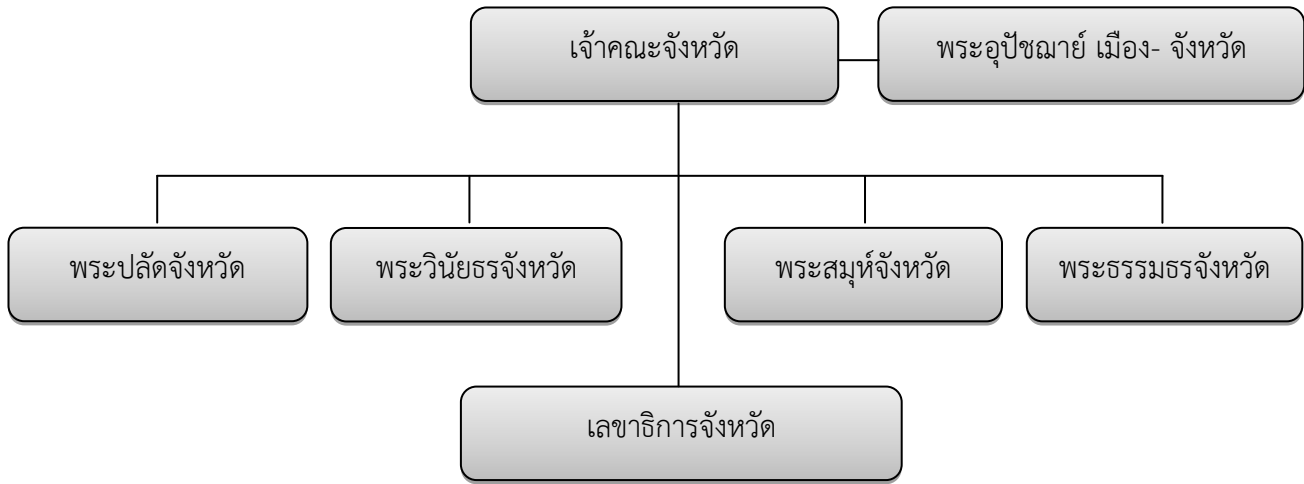 เจ้าคณะจังหวัด
พระอุปัชฌาย์ เมือง- จังหวัด
พระปลัดจังหวัด
พระวินัยธรจังหวัด
พระสมุห์จังหวัด
พระธรรมธรจังหวัด
เลขาธิการจังหวัด